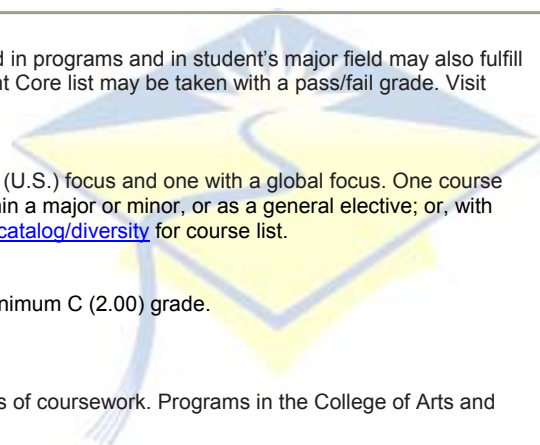 d in programs and in student’s major field may also fulfill
nt Core list may be taken with a pass/fail grade. Visit
(U.S.) focus and one with a global focus. One course
in a major or minor, or as a general elective; or, with
catalog/diversity for course list.
nimum C (2.00) grade.
s of coursework. Programs in the College of Arts and